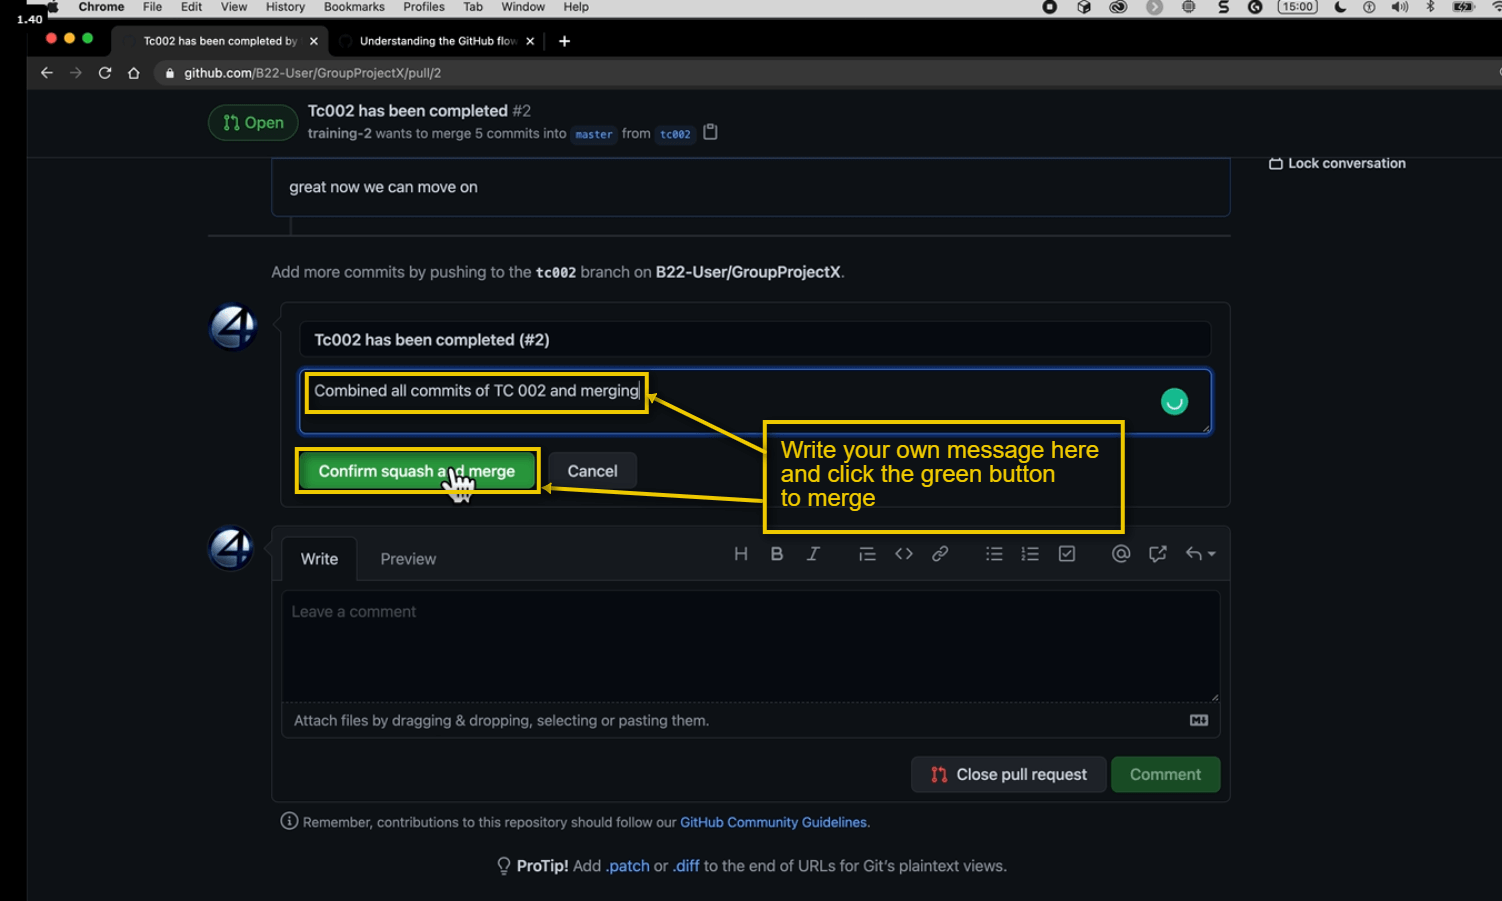 Chrome File Edit View History Bookmarks Profiles Tab Window Help 15:00
1.40
Tc002 has been completed by Understanding the GitHub flow
github.com/B22-User/GroupProjectX/pull/2
Open
Tc002 has been completed #2
training-2 wants to merge 5 commits into master from tc002
Lock conversation
great now we can move on
Add more commits by pushing to the tc002 branch on B22-User/GroupProjectX.
Tc002 has been completed (#2)
Combined all commits of TC 002 and merging
Confirm squash and merge Cancel
Write your own message here
and click the green button
to merge
Write Preview
Leave a comment
Attach files by dragging & dropping, selecting or pasting them.
Close pull request Comment
Remember, contributions to this repository should follow our GitHub Community Guidelines.
ProTip! Add .patch or .diff to the end of URLs for Git's plaintext views.